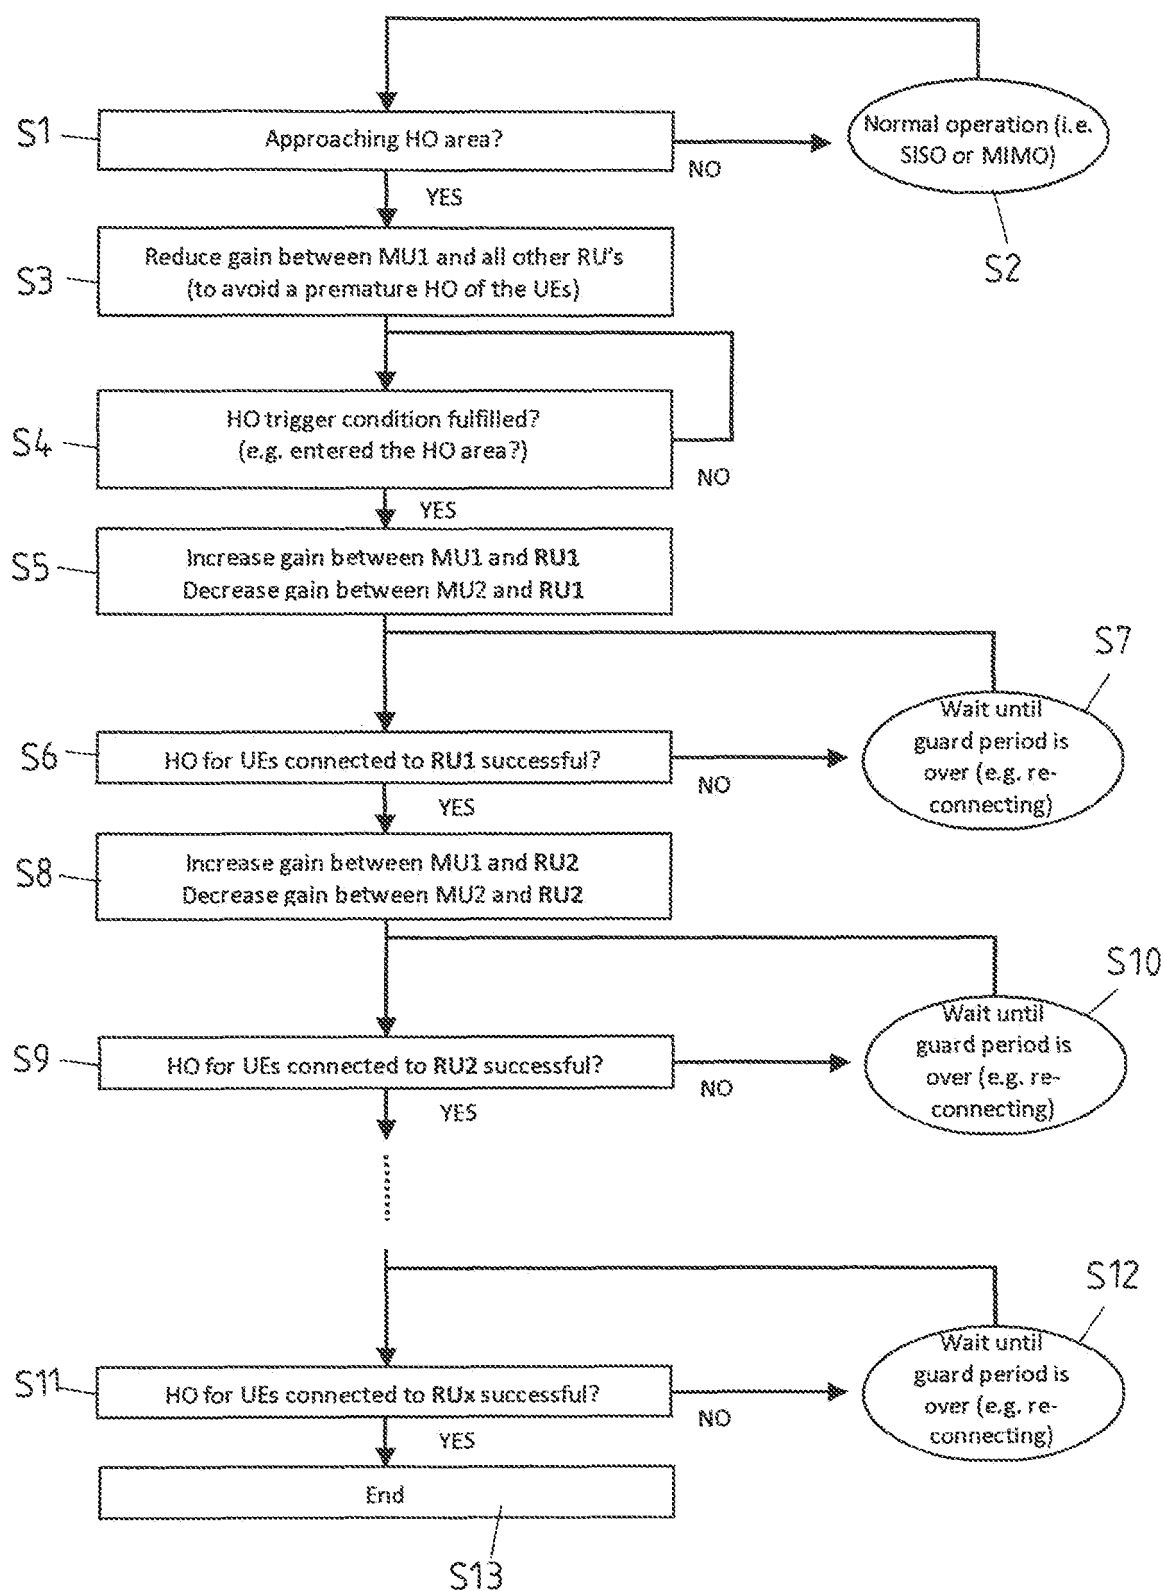 S1
Approaching HO area?
NO
Normal operation (i.e.
SISO or MIMO)
S2
YES
S3
Reduce gain between MU1 and all other RU's
(to avoid a premature HO of the UEs)
S4
HO trigger condition fulfilled?
(e.g. entered the HO area?)
NO
YES
S5
Increase gain between MU1 and RU1
Decrease gain between MU2 and RU1
S7
Wait until
guard period is
over (e.g. re-
connecting)
S6
HO for UEs connected to RU1 successful?
NO
YES
S8
Increase gain between MU1 and RU2
Decrease gain between MU2 and RU2
S10
Wait until
guard period is
over (e.g. re-
connecting)
S9
HO for UEs connected to RU2 successful?
NO
YES
S12
Wait until
guard period is
over (e.g. re-
connecting)
S11
HO for UEs connected to RUx successful?
NO
YES
End
S13